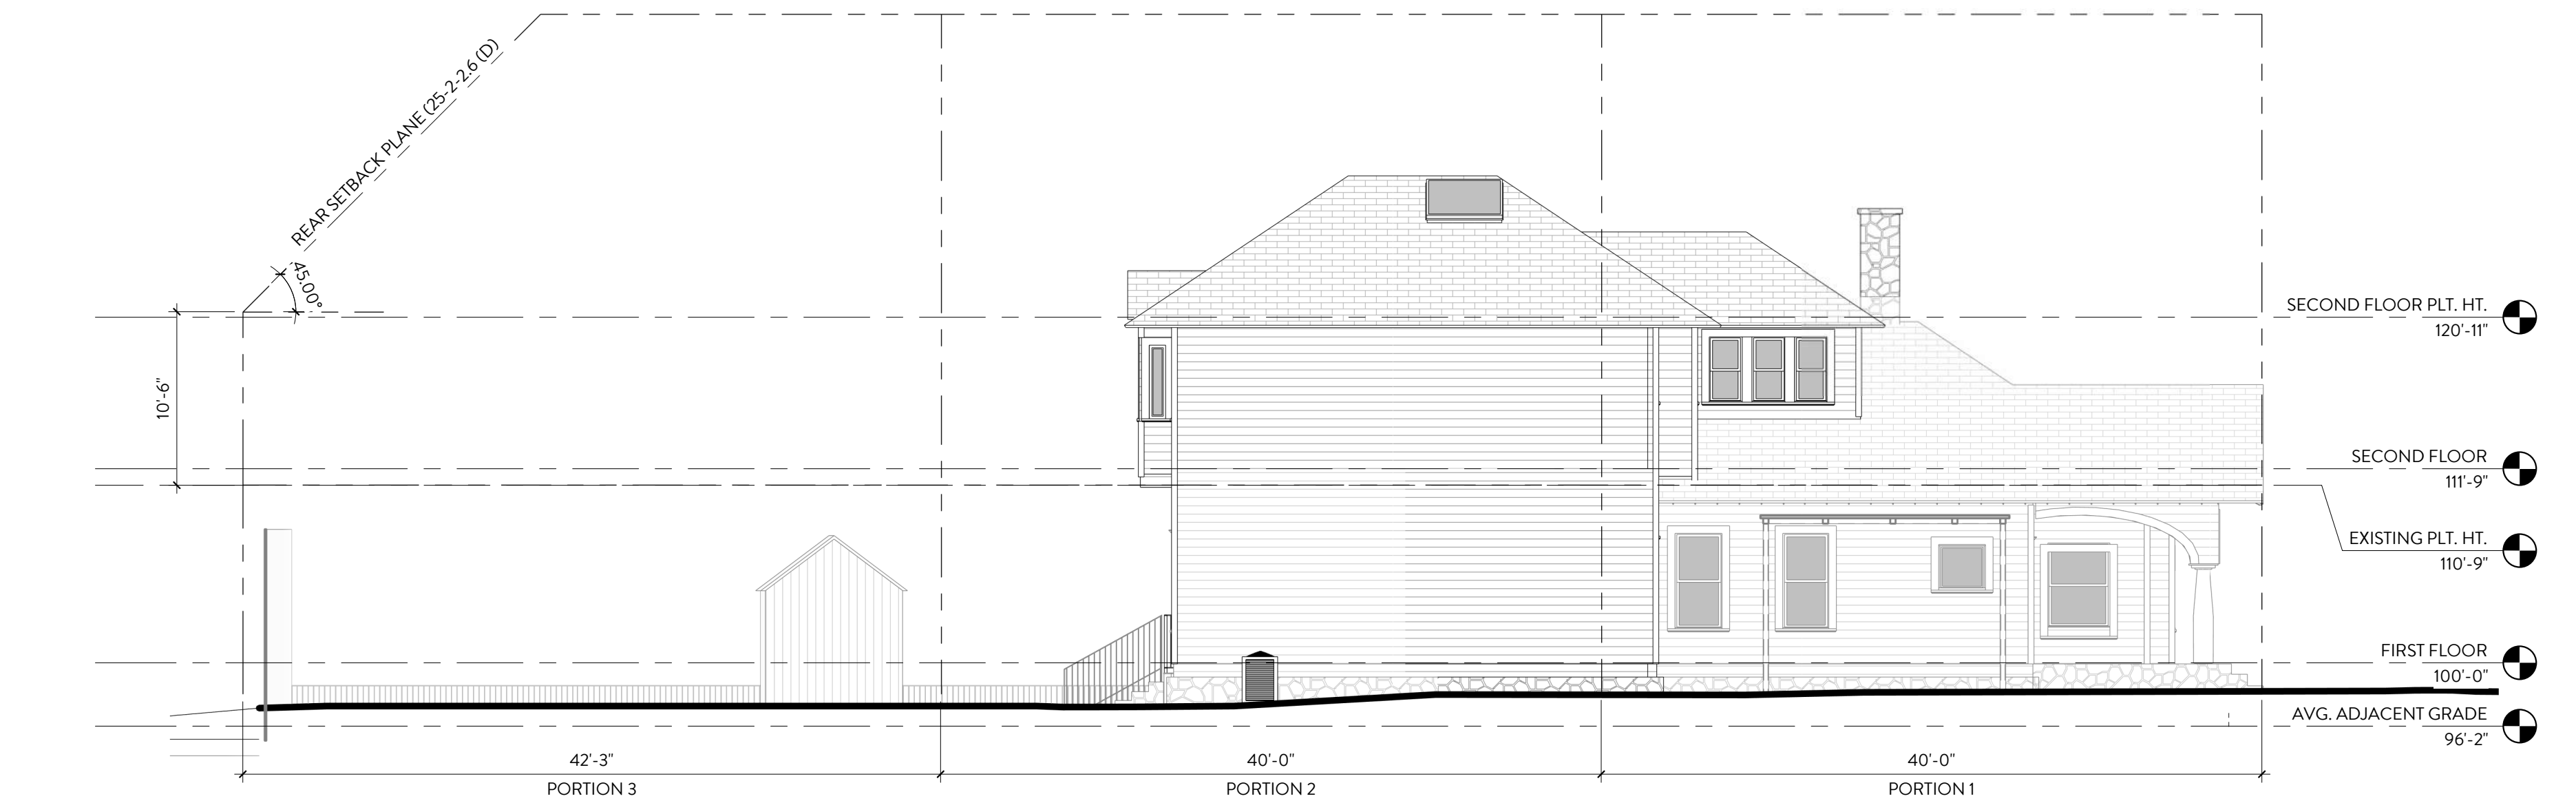 REAR SETBACK PLANE (25-2-2.6 (D)
45.00°
10'-6"
SECOND FLOOR PLT. HT.
120'-11"
SECOND FLOOR
111'-9"
EXISTING PLT. HT.
110'-9"
FIRST FLOOR
100'-0"
AVG. ADJACENT GRADE
96'-2"
42'-3"
40'-0"
40'-0"
PORTION 3
PORTION 2
PORTION 1